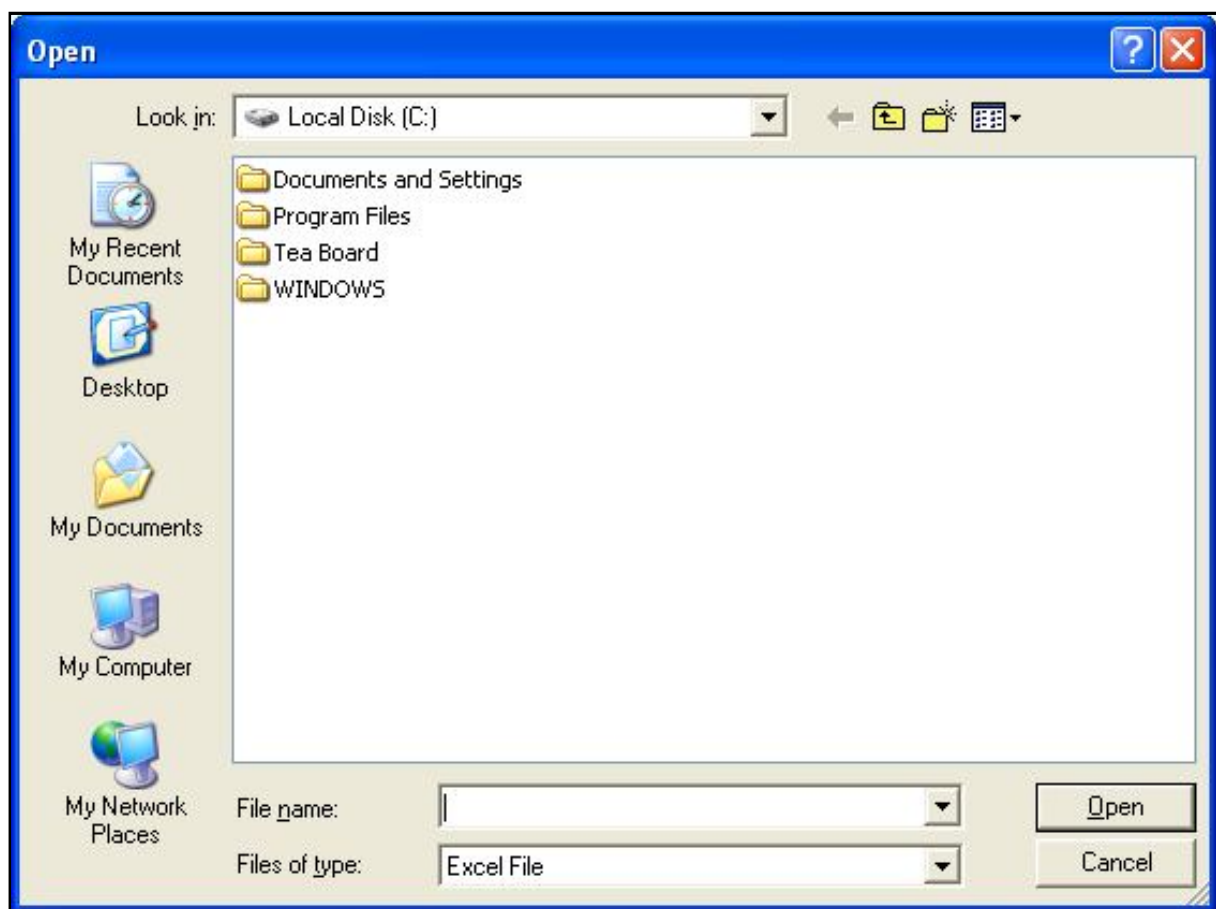 Open
Look in:
Local Disk (C:)
My Recent
Documents
Desktop
My Documents
My Computer
My Network
Places
Documents and Settings
Program Files
Tea Board
WINDOWS
File name:
Open
Files of type:
Excel File
Cancel